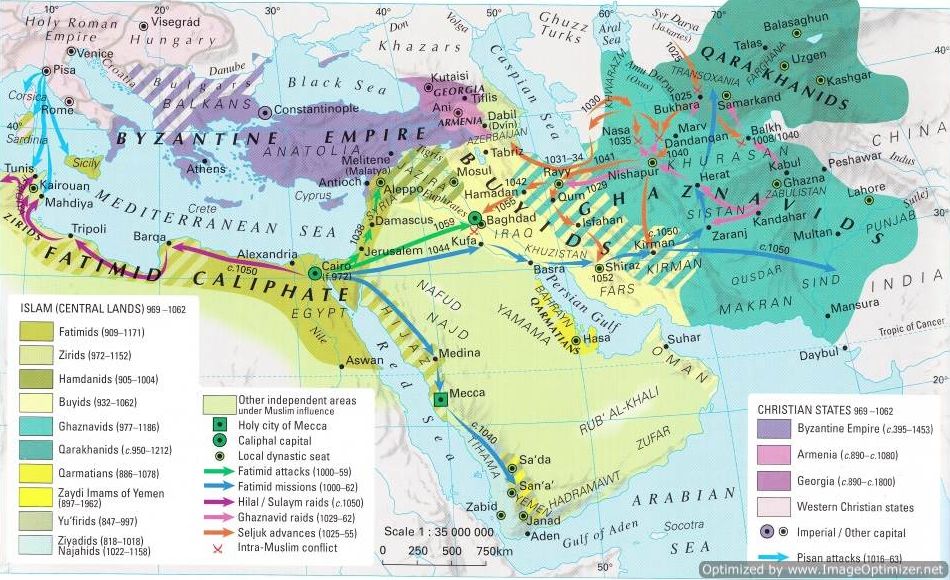 10°
20°
40°
50°
60°
70°
40°
Holy Roman
Empire
Visegrád
Hungary
Venice
Croatia
Pisa
Danube
Bulgars
BALKANS
Don
Volga
Khazars
Ghuzz
Turks
Aral
Sea
Syr Darya
(Jaxartes)
Balasaghun
Talas
QARAKHANIDS
Uzgen
FARGHANA
Kashgar
Amu Darya
(Oxus)
TRANSOXANIA
KHWARAZM
1025
1025
Bukhara
Samarkand
Corsica
Rome
Black Sea
Constantinople
Kutaisi
GEORGIA
Tiflis
Ani
ARMENIA
Dabil
(Dvin)
AZERBAIJAN
Caspian
Sea
1030
40°
Sardinia
BYZANTINE EMPIRE
ANATOLIA
Melitene
(Malatya)
Sicily
Athens
Tigris
Tabriz
Nasa
1035
Marv
Dandanqan
1040
Balkh
1008/1040
CHINA
Indus
Peshawar
KHURASAN
Nishapur
1031-34
1041
Rayy
1042
1029
Hamadan
Qum
Herat
Kabul
Ghazna
ZABULISTAN
Lahore
Tunis
Kairouan
Mahdiya
ZIRIDS
Antioch
Aleppo
JAZIRA
Mosul
SYRIA
Euphrates
BUYIDS
GHAZNAVIDS
Crete
Cyprus
MEDITERRANEAN SEA
Damascus
1055
1059
Baghdad
IRAQ
Isfahan
SISTAN
Kandahar
Zaranj
Multan
PUNJAB
Tripoli
Barqa
1038
Jerusalem
1044
Kufa
KHUZISTAN
Kirman
c.1050
c.1050
FATIMID CALIPHATE
c.1050
Alexandria
Cairo
(f.972)
Basra
Shiraz
1052
FARS
KIRMAN
QUSDAR
SIND
INDIA
MAKRAN
Mansura
EGYPT
Nile
NAFUD
NAJD
HIJAZ
Persian Gulf
BAHRAYN
QARMATIANS
YAMAMA
Hasa
Suhar
OMAN
Tropic of Cancer
Daybul
20°
Aswan
Medina
Mecca
Red Sea
RUB' AL-KHALI
ZUFAR
c.1040
TIHAMA
Sa'da
San'a'
YEMEN
HADRAMAWT
Zabid
Janad
Aden
Gulf of Aden
Socotra
ARABIAN
SEA
50°
60°
ISLAM (CENTRAL LANDS) 969 –1062
Fatimids (909–1171)
Zirids (972–1152)
Hamdanids (905–1004)
Buyids (932–1062)
Ghaznavids (977–1186)
Qarakhanids (c.950–1212)
Qarmatians (886–1078)
Zaydi Imams of Yemen
(897–1962)
Yu'firids (847–997)
Ziyadids (818–1018)
Najahids (1022–1158)
Other independent areas
under Muslim influence
Holy city of Mecca
Caliphal capital
Local dynastic seat
Fatimid attacks (1000–59)
Fatimid missions (1000–62)
Hilal / Sulaym raids (c.1050)
Ghaznavid raids (1029–62)
Seljuk advances (1025–55)
Intra-Muslim conflict
Scale 1 : 35 000 000
0 250 500 750km
CHRISTIAN STATES 969 –1062
Byzantine Empire (c.395–1453)
Armenia (c.890–c.1080)
Georgia (c.890–c.1800)
Western Christian states
Imperial / Other capital
Pisan attacks (1016–63)
Optimized by www.ImageOptimizer.net